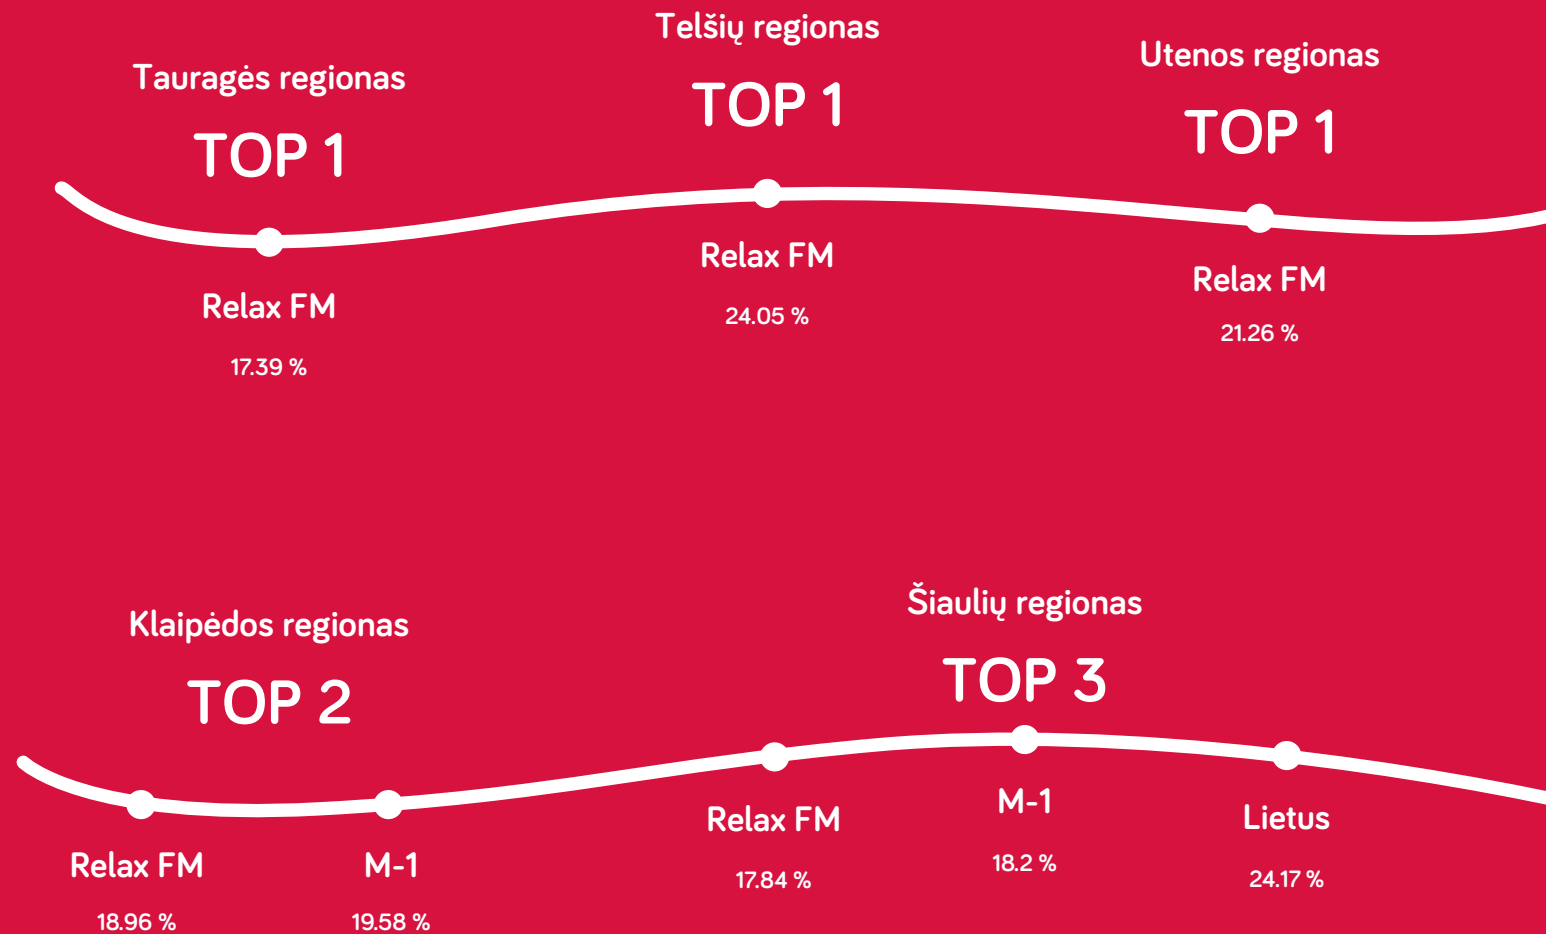 Tauragės regionas
TOP 1
Relax FM
17.39 %
Telšių regionas
TOP 1
Relax FM
24.05 %
Utenos regionas
TOP 1
Relax FM
21.26 %
Klaipėdos regionas
TOP 2
Relax FM
18.96 %
M-1
19.58 %
Šiaulių regionas
TOP 3
Relax FM
17.84 %
M-1
18.2 %
Lietus
24.17 %